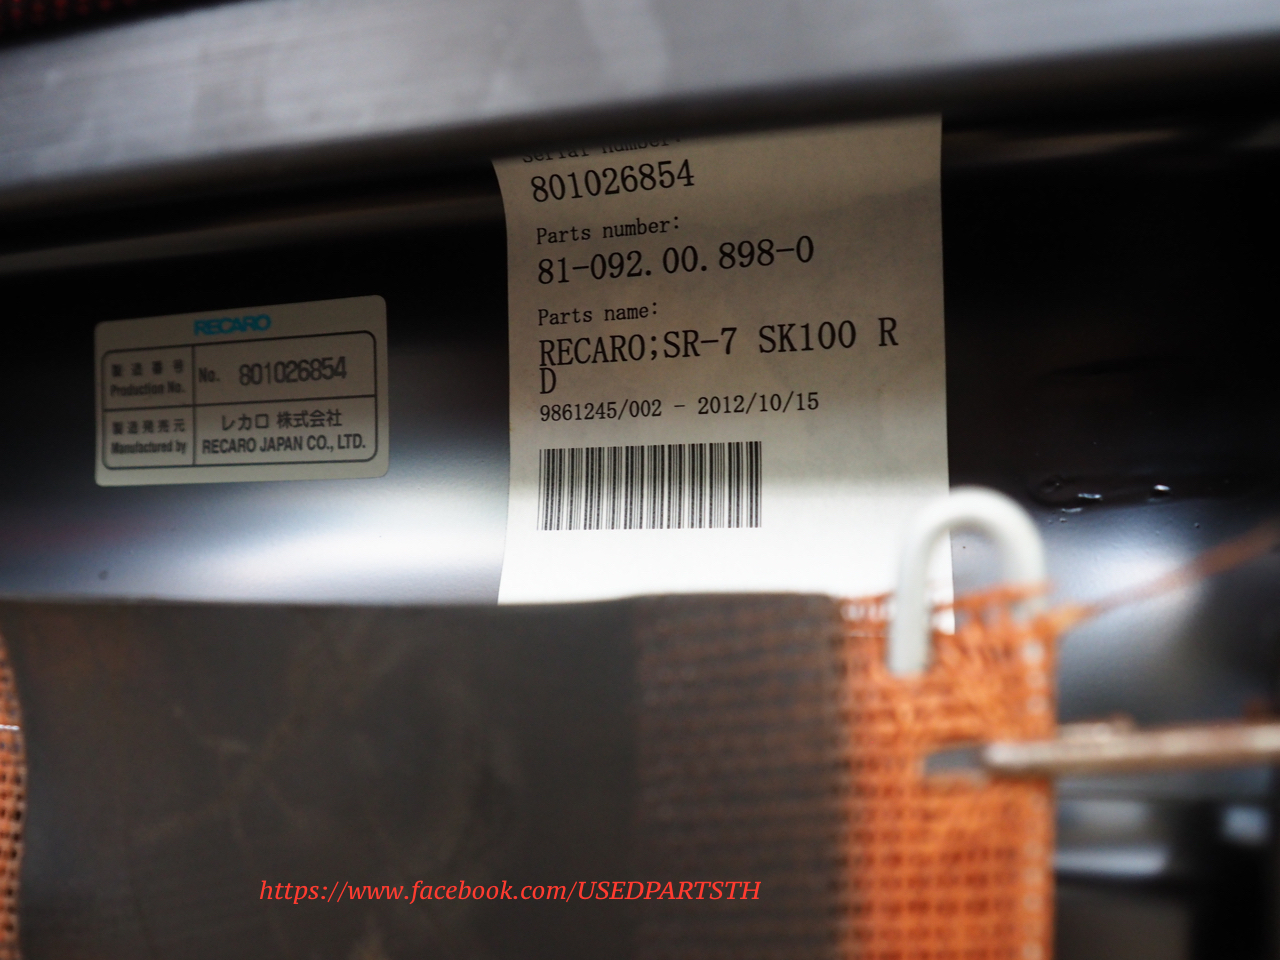 RECARO
製造番号
Production No.
No. 801026854
製造発売元
Manufactured by
レカロ 株式会社
RECARO JAPAN CO., LTD.
Serial number:
801026854
Parts number:
81-092.00.898-0
Parts name:
RECARO;SR-7 SK100 R
D
9861245/002 - 2012/10/15
https://www.facebook.com/USEDPARTSTH